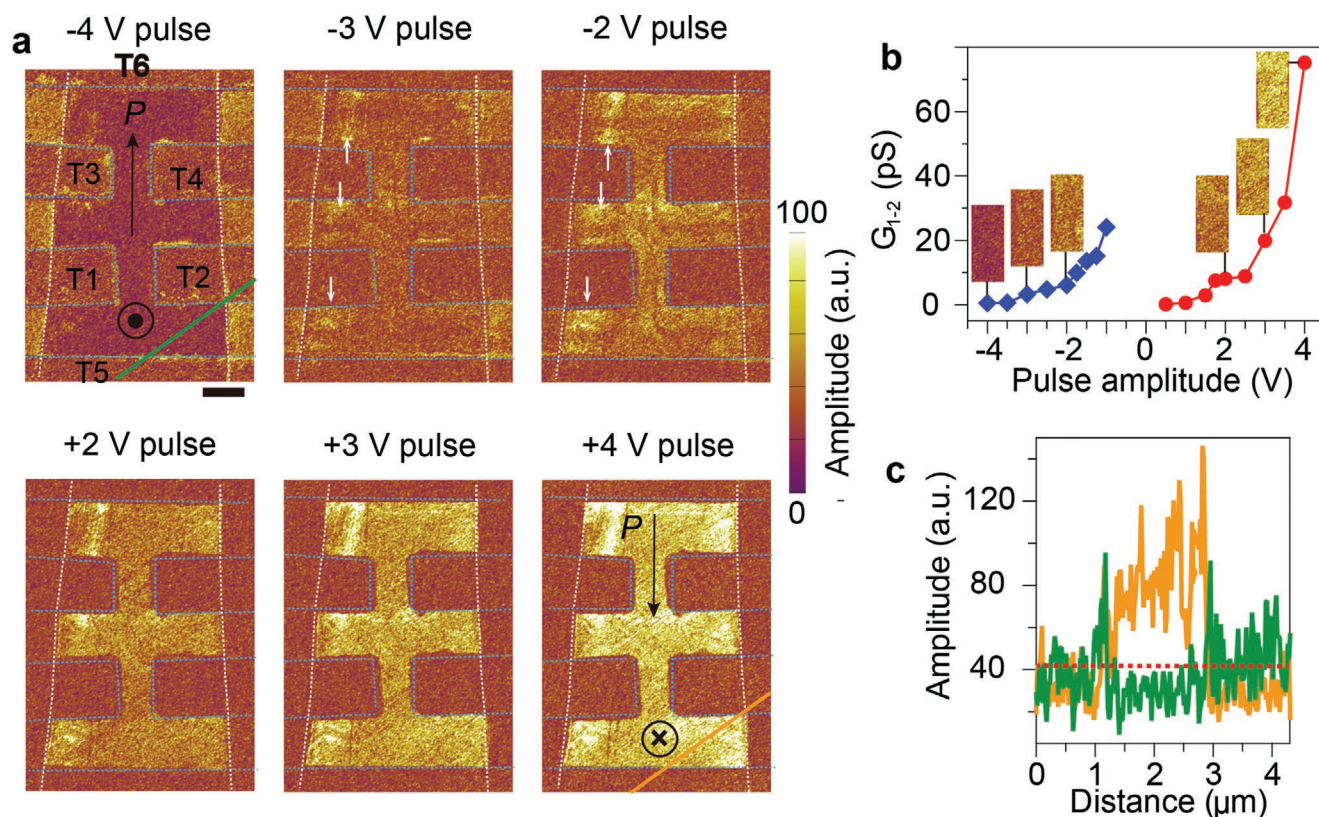 a
-4 V pulse
-3 V pulse
-2 V pulse
T6
P
T3
T4
T1
T2
T5
100
Amplitude (a.u.)
0
+2 V pulse
+3 V pulse
+4 V pulse
P
b
G1-2 (pS)
80
60
40
20
0
-4
-2
0
2
4
Pulse amplitude (V)
c
Amplitude (a.u.)
120
80
40
0
1
2
3
4
Distance (μm)